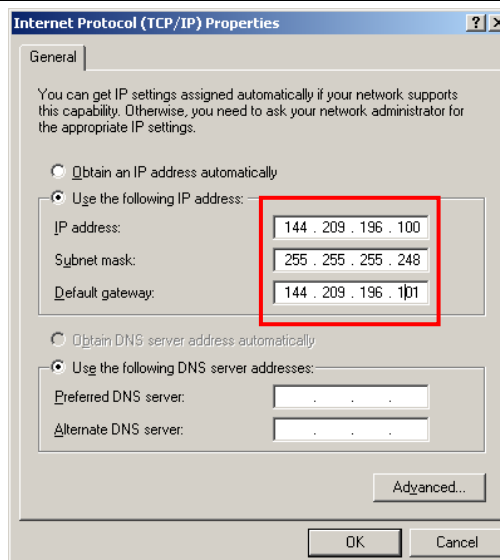 Internet Protocol (TCP/IP) Properties
General
You can get IP settings assigned automatically if your network supports
this capability. Otherwise, you need to ask your network administrator for
the appropriate IP settings.
Obtain an IP address automatically
Use the following IP address:
IP address: 144 . 209 . 196 . 100
Subnet mask: 255 . 255 . 255 . 248
Default gateway: 144 . 209 . 196 . 101
Obtain DNS server address automatically
Use the following DNS server addresses:
Preferred DNS server: . . .
Alternate DNS server: . . .
Advanced...
OK Cancel